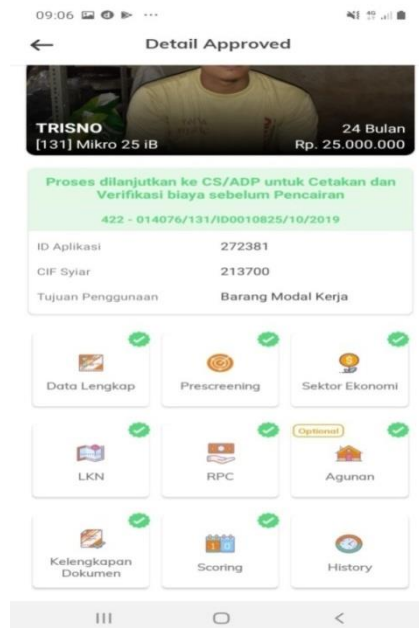 09:06
Detail Approved
TRISNO 24 Bulan
[131] Mikro 25 iB Rp. 25.000.000
Proses dilanjutkan ke CS/ADP untuk Cetakan dan
Verifikasi biaya sebelum Pencairan
422 - 014076/131/ID0010825/10/2019
ID Aplikasi 272381
CIF Syiar 213700
Tujuan Penggunaan Barang Modal Kerja
Data Lengkap Prescreening Sektor Ekonomi
Optional
LKN RPC Agunan
Kelengkapan
Dokumen Scoring History